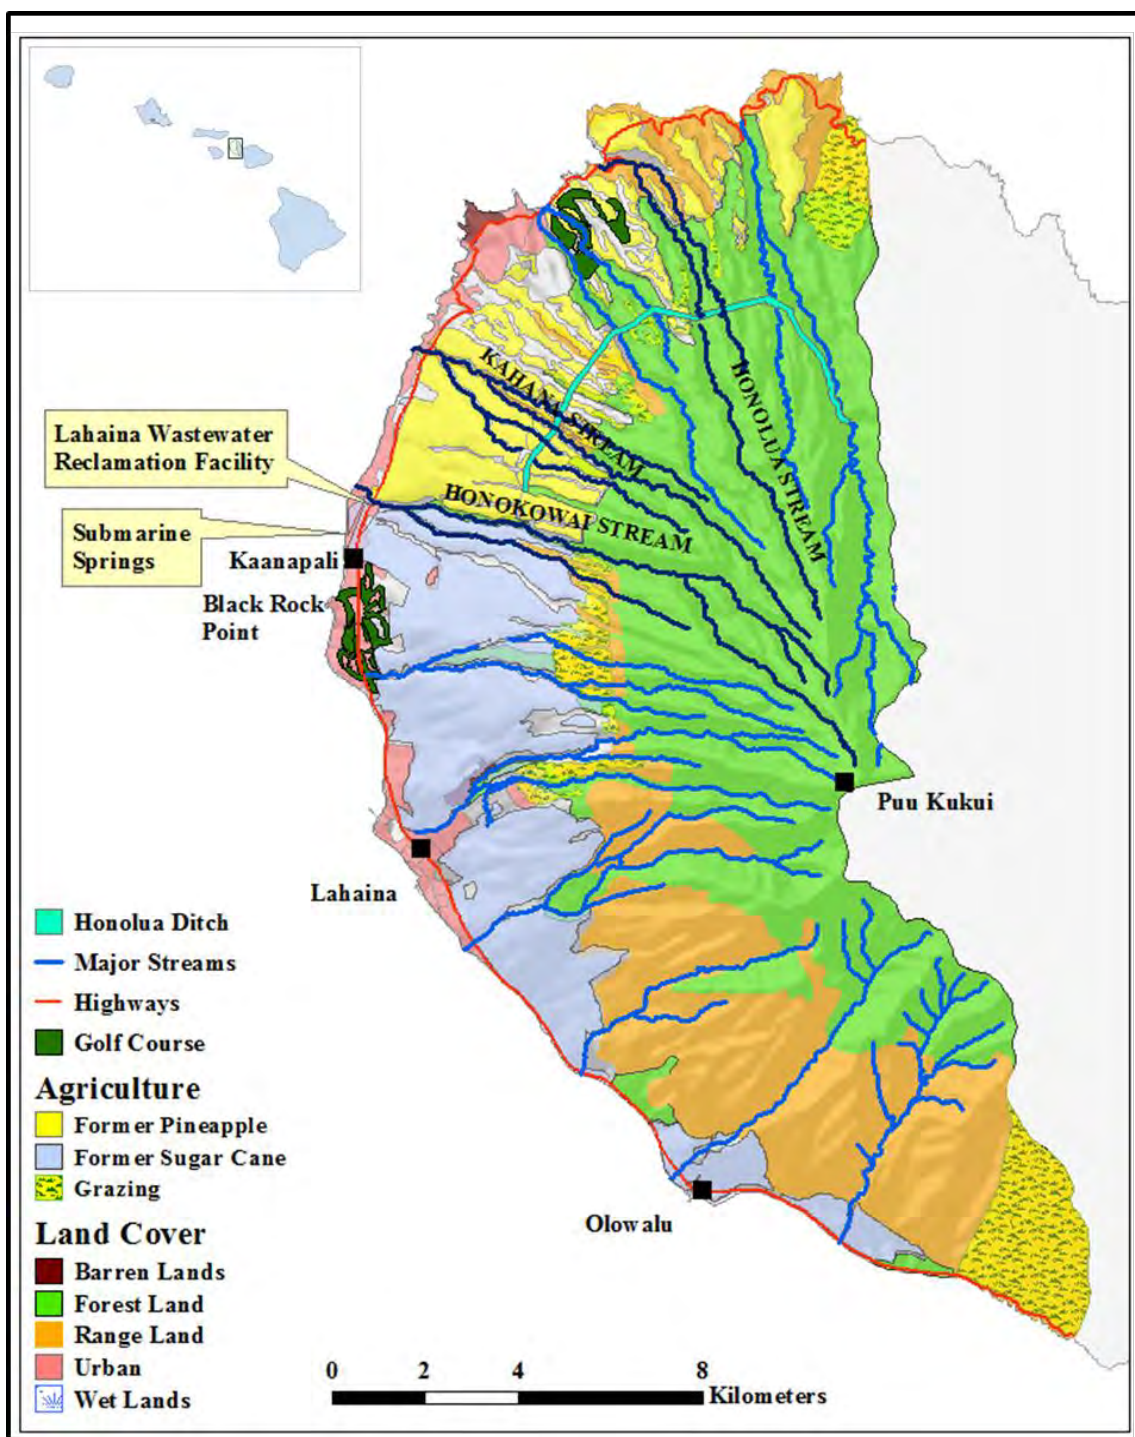 KAHANA STREAM
HONOLUA STREAM
Lahaina Wastewater
Reclamation Facility
HONOKOWAI STREAM
Submarine
Springs
Kaanapali
Black Rock
Point
Puu Kukui
Lahaina
Honolua Ditch
Major Streams
Highways
Golf Course
Agriculture
Former Pineapple
Former Sugar Cane
Grazing
Olowalu
Land Cover
Barren Lands
Forest Land
Range Land
Urban
Wet Lands
0 2 4 8
Kilometers